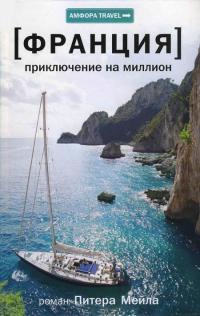 АМФОРА TRAVEL
[ФРАНЦИЯ]
приключение на миллион
роман Питера Мейла